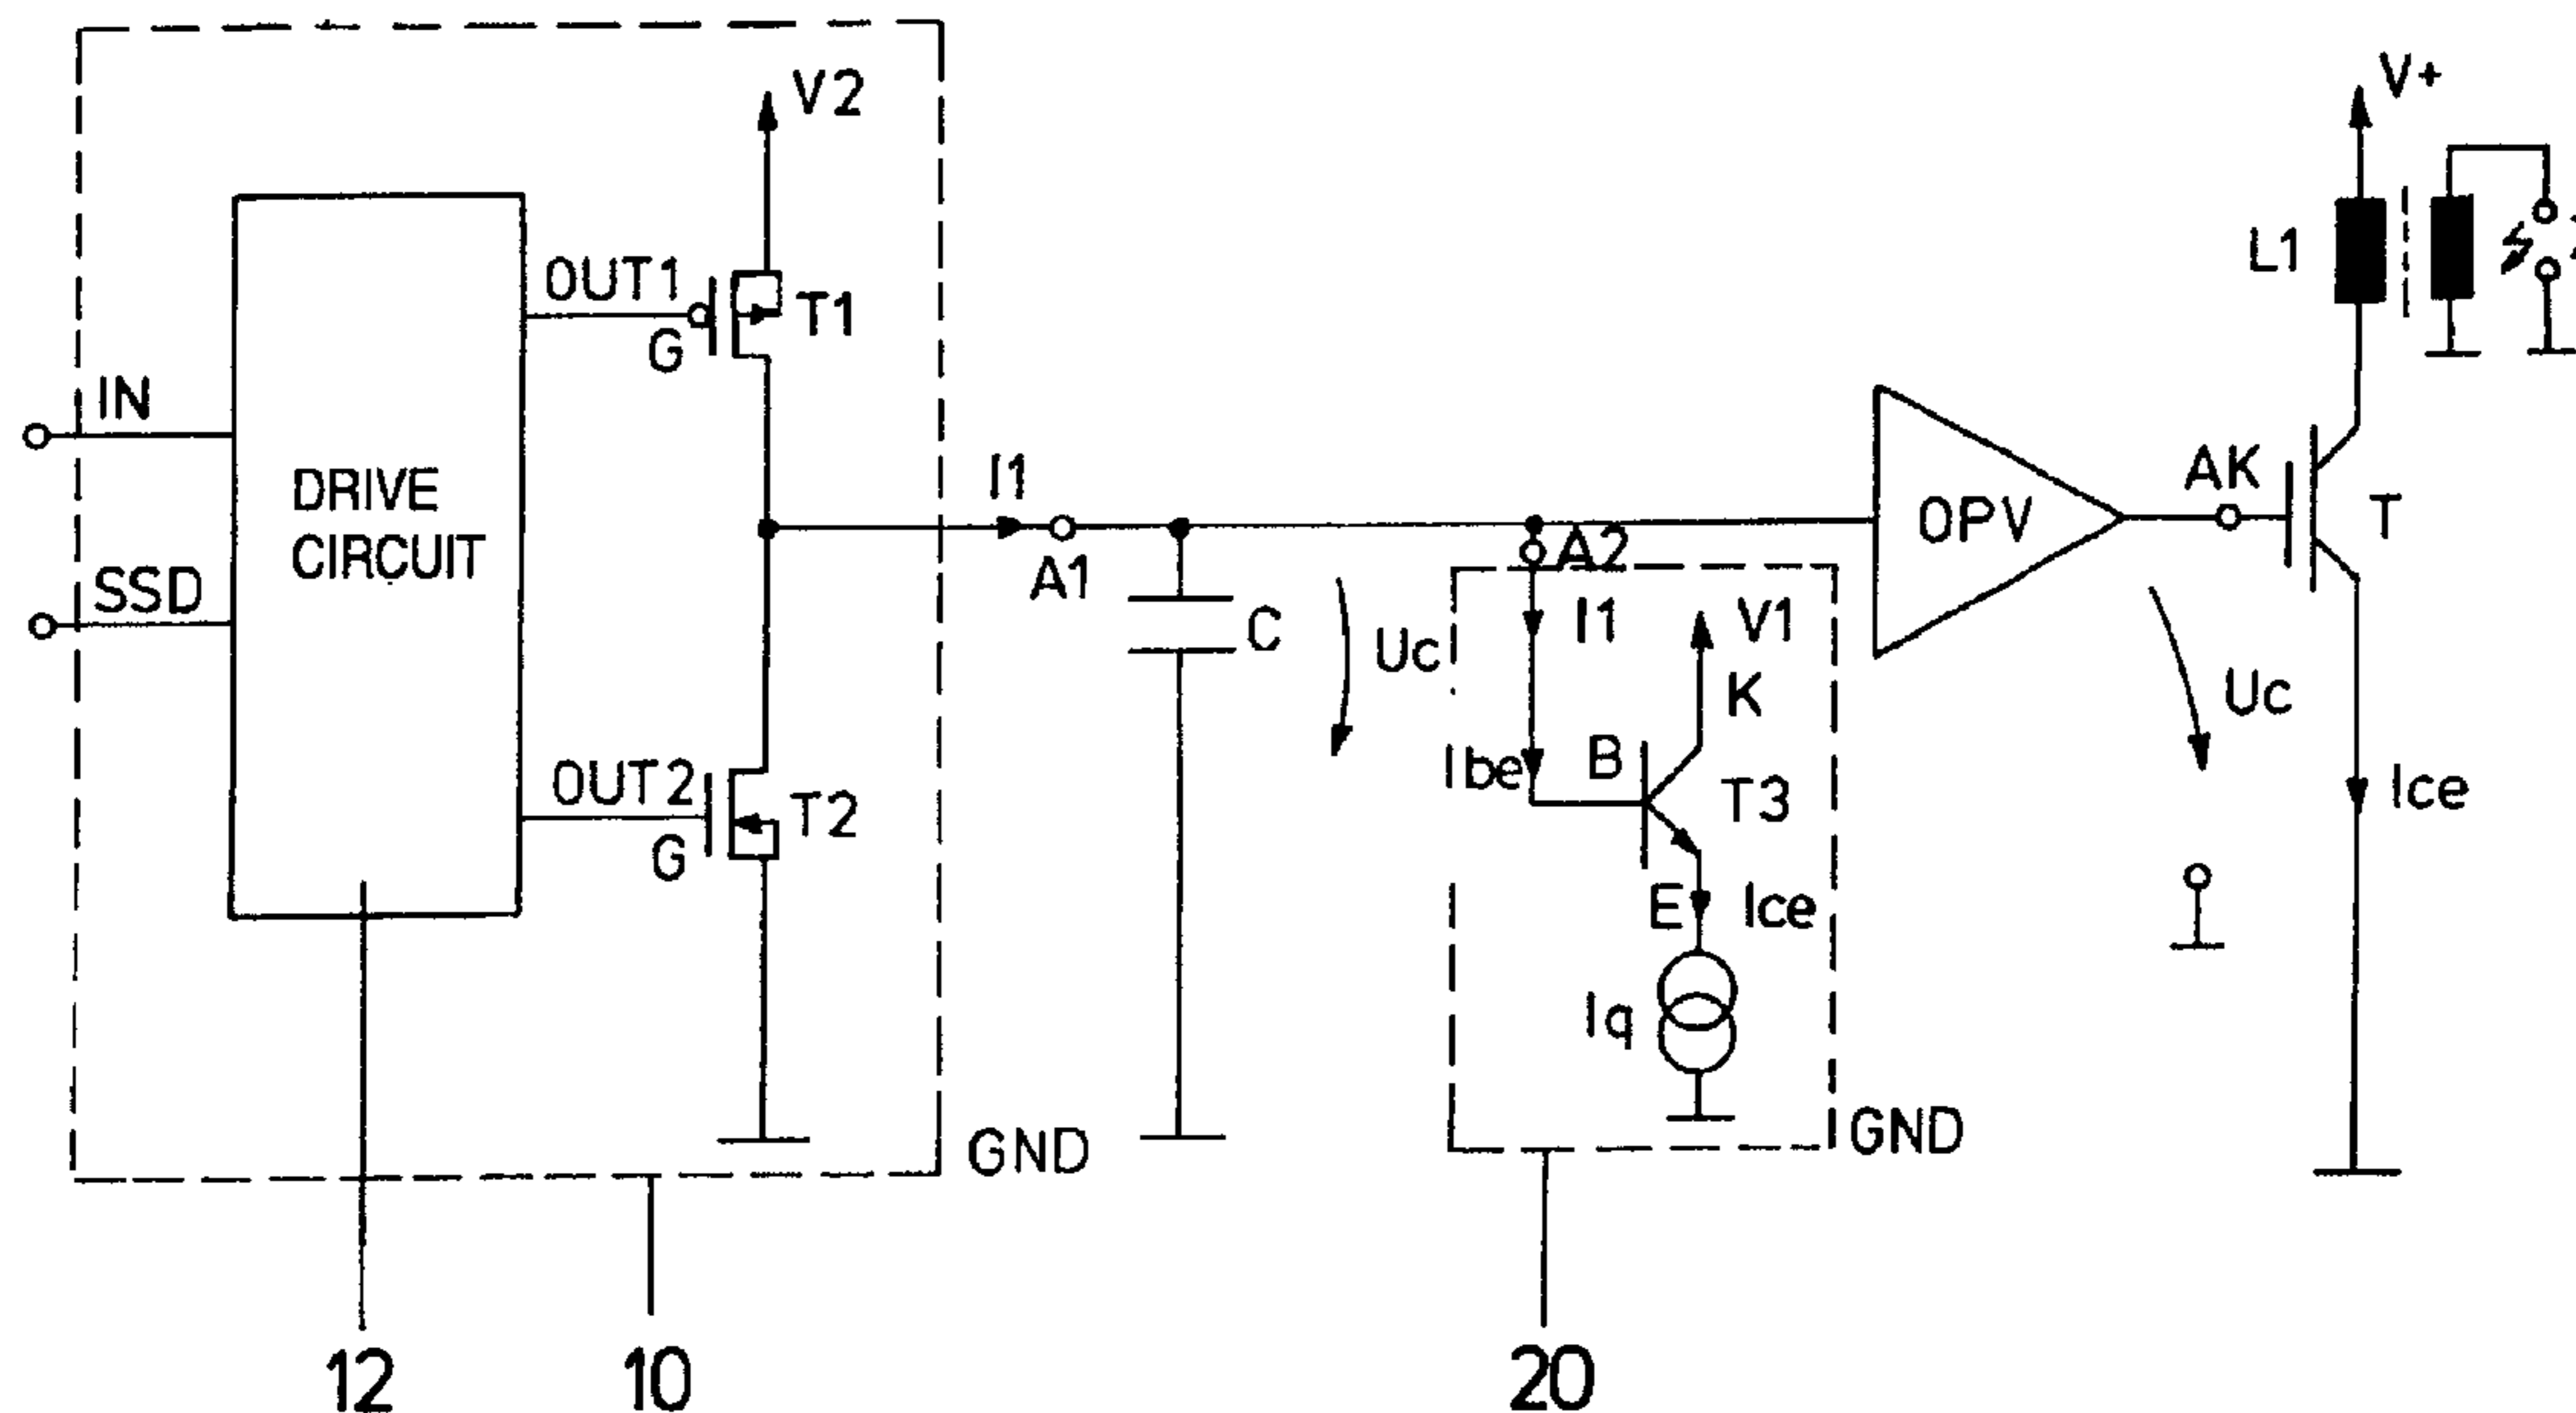 V2
V+
OUT1
G
T1
L1
IN
DRIVE
CIRCUIT
I1
A1
SSD
OPV
AK
T
A2
I1
V1
C
Uc
K
Uc
OUT2
G
T2
Ibe
B
T3
Ice
E
Ice
Iq
GND
GND
12
10
20